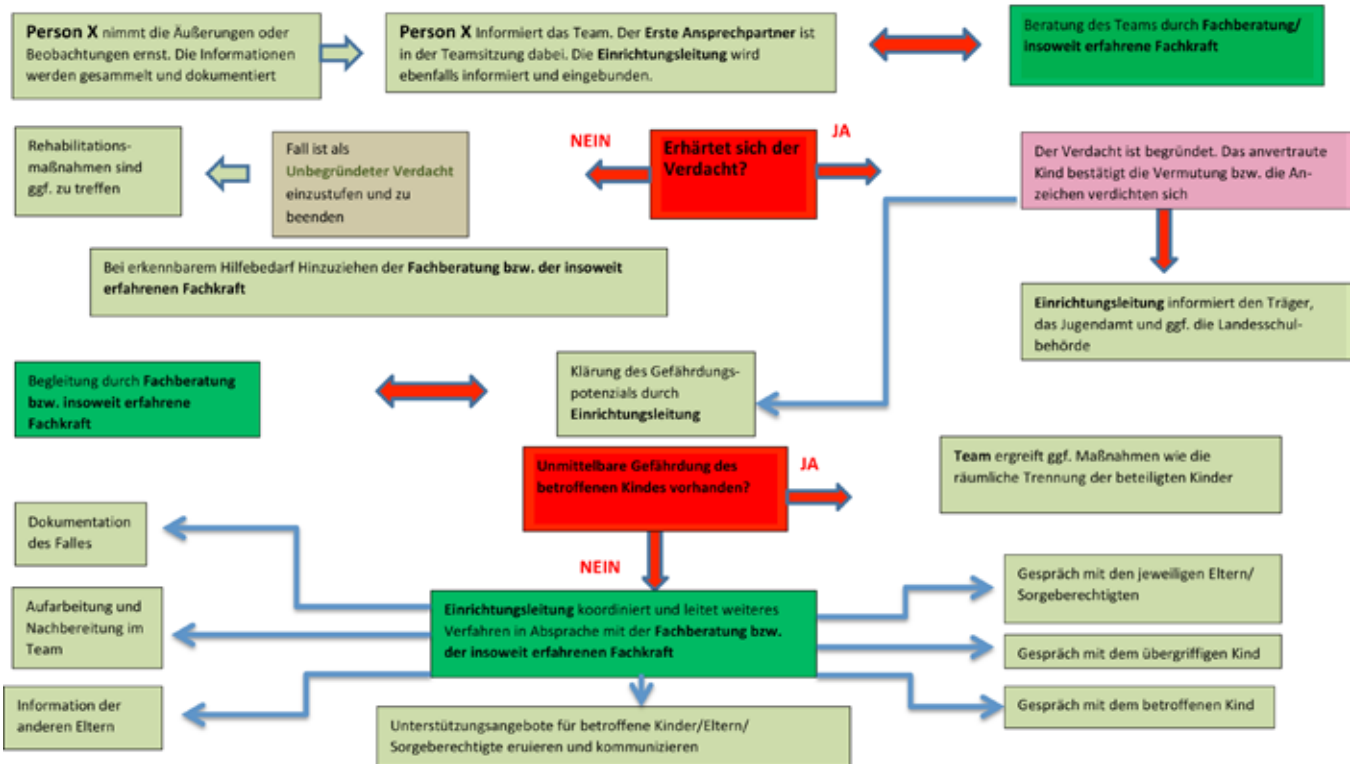 Person X nimmt die Äußerungen oder
Beobachtungen ernst. Die Informationen
werden gesammelt und dokumentiert
Person X Informiert das Team. Der Erste Ansprechpartner ist
in der Teamsitzung dabei. Die Einrichtungsleitung wird
ebenfalls informiert und eingebunden.
Beratung des Teams durch Fachberatung/
insoweit erfahrene Fachkraft
Rehabilitations-
maßnahmen sind
ggf. zu treffen
Fall ist als
Unbegründeter Verdacht
einzustufen und zu
beenden
NEIN
Erhärtet sich der
Verdacht?
JA
Der Verdacht ist begründet. Das anvertraute
Kind bestätigt die Vermutung bzw. die An-
zeichen verdichten sich
Bei erkennbarem Hilfebedarf Hinzuziehen der Fachberatung bzw. der insoweit
erfahrenen Fachkraft
Einrichtungsleitung informiert den Träger,
das Jugendamt und ggf. die Landesschul-
behörde
Begleitung durch Fachberatung
bzw. insoweit erfahrene
Fachkraft
Klärung des Gefährdungs-
potenzials durch
Einrichtungsleitung
Unmittelbare Gefährdung des
betroffenen Kindes vorhanden?
JA
Team ergreift ggf. Maßnahmen wie die
räumliche Trennung der beteiligten Kinder
NEIN
Dokumentation
des Falles
Aufarbeitung und
Nachbereitung im
Team
Information der
anderen Eltern
Einrichtungsleitung koordiniert und leitet weiteres
Verfahren in Absprache mit der Fachberatung bzw.
der insoweit erfahrenen Fachkraft
Gespräch mit den jeweiligen Eltern/
Sorgeberechtigten
Gespräch mit dem übergriffigen Kind
Gespräch mit dem betroffenen Kind
Unterstützungsangebote für betroffene Kinder/Eltern/
Sorgeberechtigte eruieren und kommunizieren